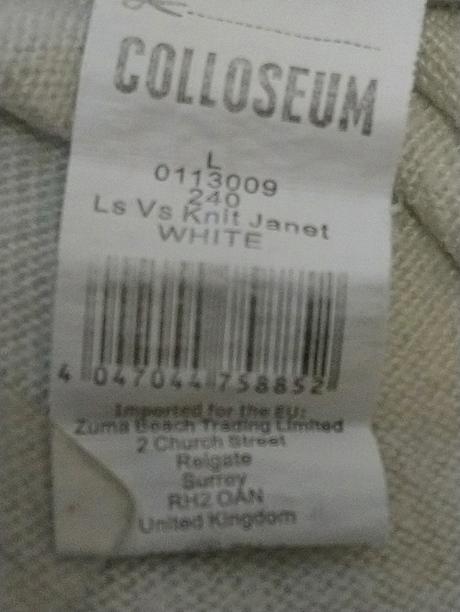 COLLOSEUM
L
0113009
240
Ls Vs Knit Janet
WHITE
4 047044 758852
Imported for the EU:
Zuma Beach Trading Limited
2 Church Street
Reigate
Surrey
RH2 OAN
United Kingdom